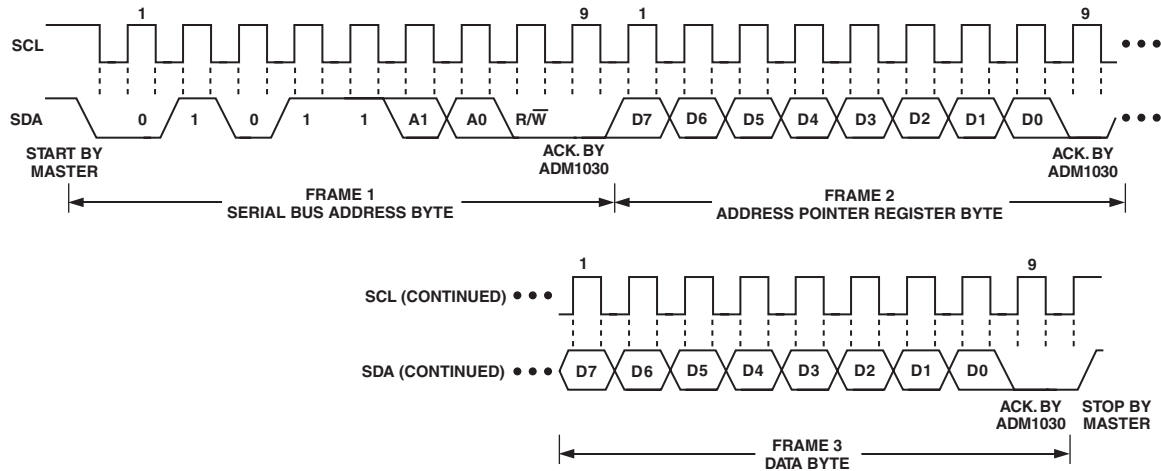 1 9 1 9
SCL
SDA 0 1 0 1 1 A1 A0 R/W̅ D7 D6 D5 D4 D3 D2 D1 D0
START BY
MASTER
ACK. BY
ADM1030
ACK. BY
ADM1030
FRAME 1
SERIAL BUS ADDRESS BYTE
FRAME 2
ADDRESS POINTER REGISTER BYTE
1 9
SCL (CONTINUED)
SDA (CONTINUED) D7 D6 D5 D4 D3 D2 D1 D0
ACK. BY
ADM1030
STOP BY
MASTER
FRAME 3
DATA BYTE